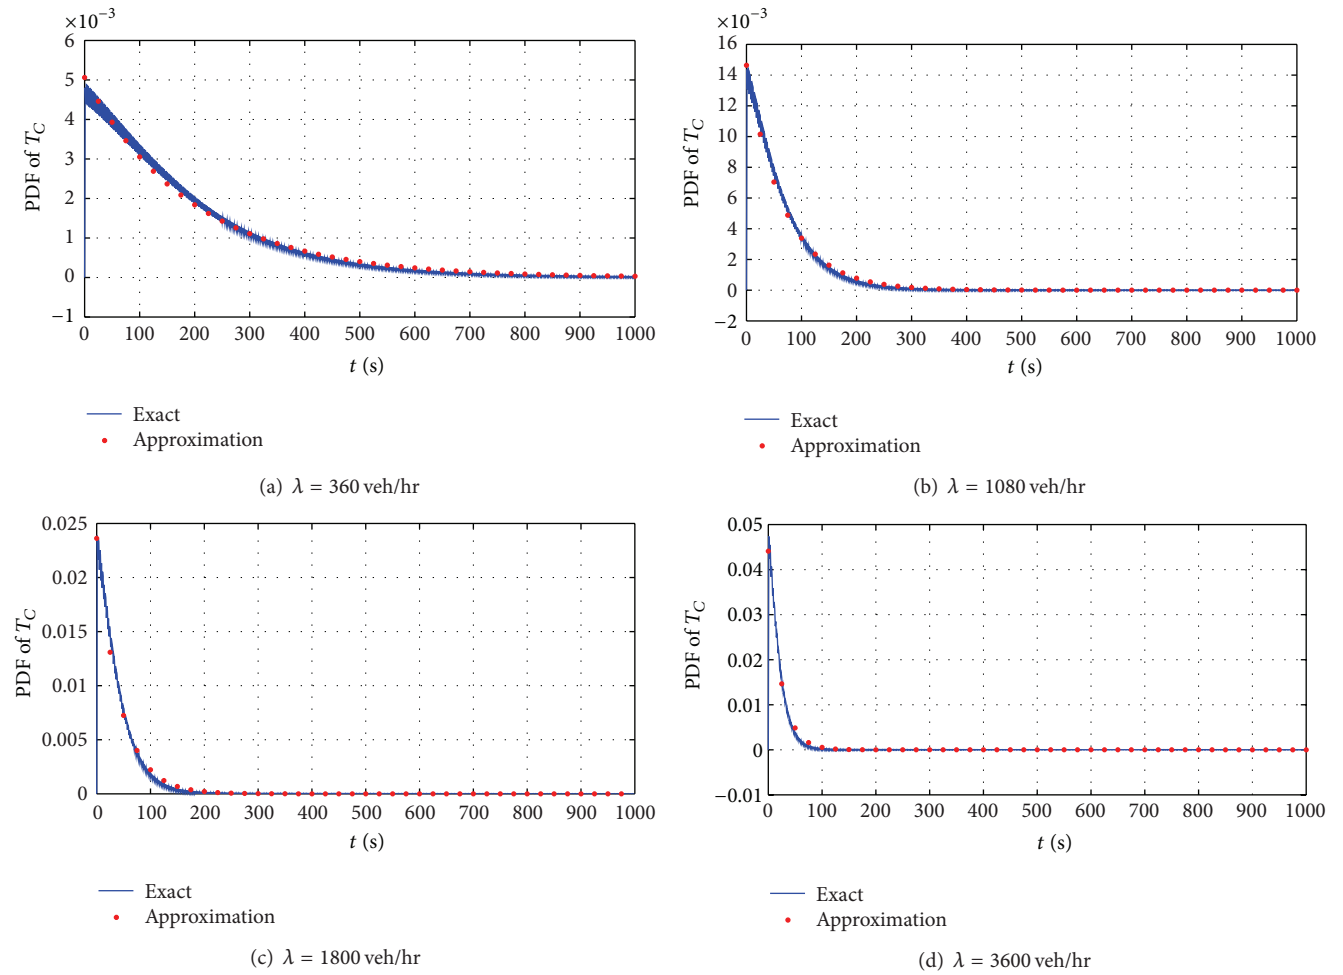 ×10⁻³
6
5
4
3
2
1
0
−1
PDF of T_C
0 100 200 300 400 500 600 700 800 900 1000
t (s)
Exact
Approximation
(a) λ = 360 veh/hr
×10⁻³
16
14
12
10
8
6
4
2
0
−2
PDF of T_C
0 100 200 300 400 500 600 700 800 900 1000
t (s)
Exact
Approximation
(b) λ = 1080 veh/hr
0.025
0.02
0.015
0.01
0.005
0
PDF of T_C
0 100 200 300 400 500 600 700 800 900 1000
t (s)
Exact
Approximation
(c) λ = 1800 veh/hr
0.05
0.04
0.03
0.02
0.01
0
−0.01
PDF of T_C
0 100 200 300 400 500 600 700 800 900 1000
t (s)
Exact
Approximation
(d) λ = 3600 veh/hr